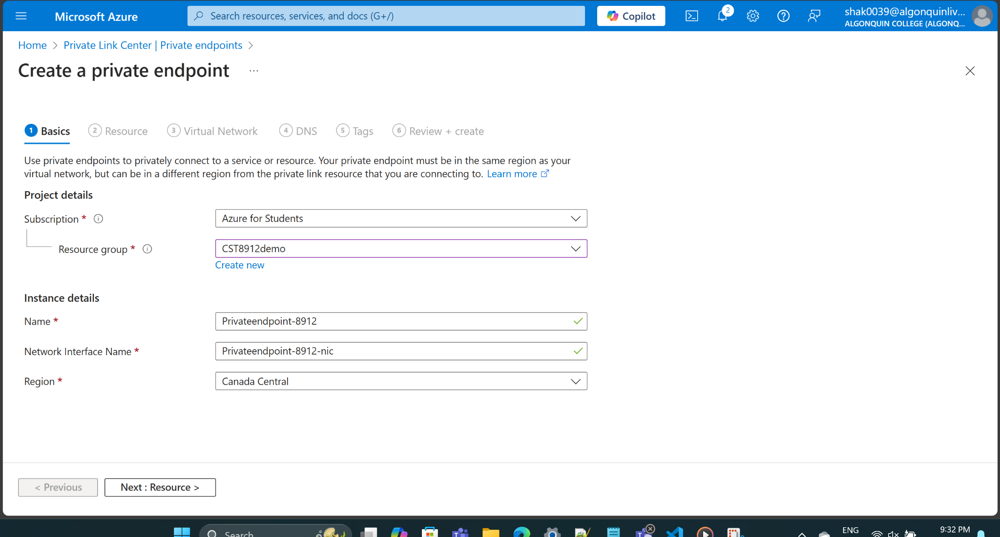 Microsoft Azure
Search resources, services, and docs (G+/)
Copilot
2
shak0039@algonquinliv...
ALGONQUIN COLLEGE (ALGONQ...
Home > Private Link Center | Private endpoints >
Create a private endpoint ...
1 Basics 2 Resource 3 Virtual Network 4 DNS 5 Tags 6 Review + create
Use private endpoints to privately connect to a service or resource. Your private endpoint must be in the same region as your
virtual network, but can be in a different region from the private link resource that you are connecting to. Learn more
Project details
Subscription * Azure for Students
Resource group * CST8912demo
Create new
Instance details
Name * Privateendpoint-8912
Network Interface Name * Privateendpoint-8912-nic
Region * Canada Central
< Previous Next : Resource >
Search
ENG
9:32 PM